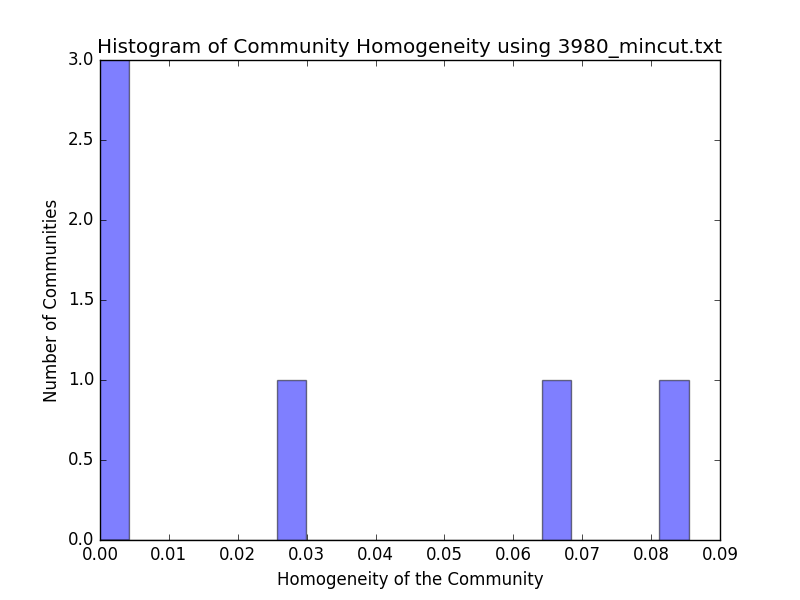 Histogram of Community Homogeneity using 3980_mincut.txt
3.0
2.5
2.0
1.5
1.0
0.5
0.0
Number of Communities
0.00 0.01 0.02 0.03 0.04 0.05 0.06 0.07 0.08 0.09
Homogeneity of the Community